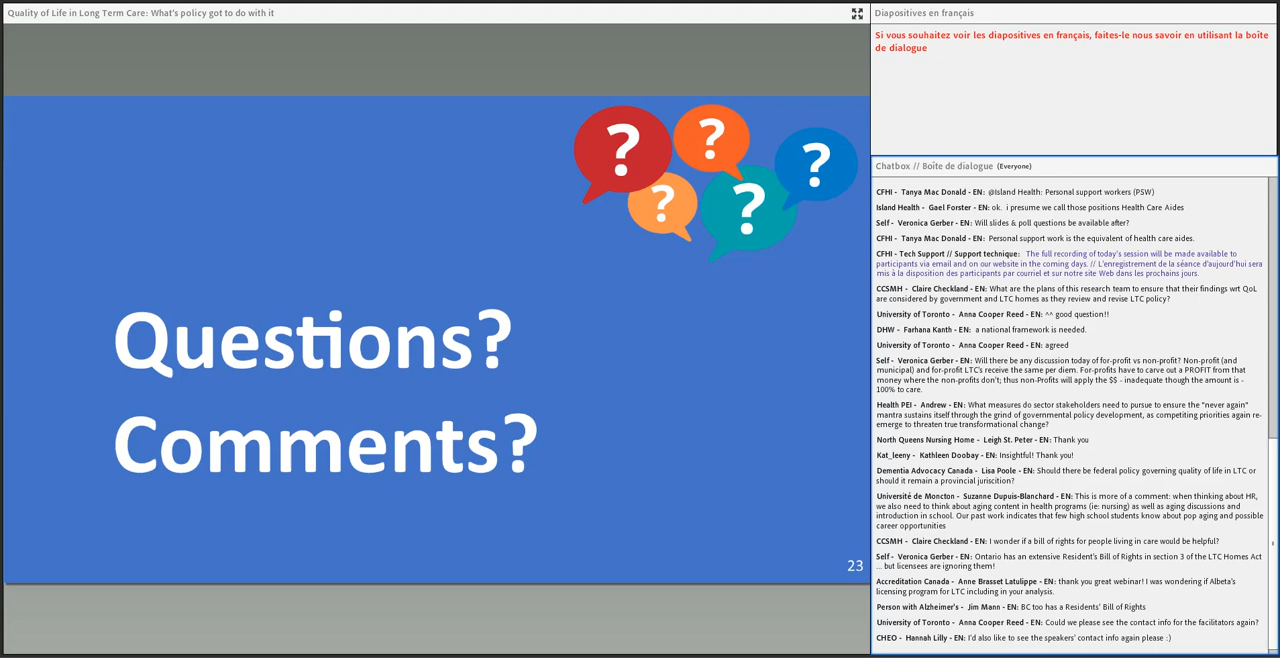 Quality of Life in Long Term Care: What's policy got to do with it
? ? ? ? ?
Questions?
Comments?
23
Diapositives en français
Si vous souhaitez voir les diapositives en français, faites-le nous savoir en utilisant la boîte
de dialogue
Chatbox // Boîte de dialogue (Everyone)
CFHI - Tanya Mac Donald - EN: @Island Health: Personal support workers (PSW)
Island Health - Gael Forster - EN: ok. i presume we call those positions Health Care Aides
Self - Veronica Gerber - EN: Will slides & poll questions be available after?
CFHI - Tanya Mac Donald - EN: Personal support work is the equivalent of health care aides.
CFHI - Tech Support // Support technique: The full recording of today's session will be made available to
participants via email and on our website in the coming days. // L'enregistrement de la séance d'aujourd'hui sera
mis à la disposition des participants par courriel et sur notre site Web dans les prochains jours.
CCSMH - Claire Checkland - EN: What are the plans of this research team to ensure that their findings wrt QoL
are considered by government and LTC homes as they review and revise LTC policy?
University of Toronto - Anna Cooper Reed - EN: ^^ good question!!
DHW - Farhana Kanth - EN: a national framework is needed.
University of Toronto - Anna Cooper Reed - EN: agreed
Self - Veronica Gerber - EN: Will there be any discussion today of for-profit vs non-profit? Non-profit (and
municipal) and for-profit LTC's receive the same per diem. For-profits have to carve out a PROFIT from that
money where the non-profits don't; thus non-Profits will apply the $$ - inadequate though the amount is -
100% to care.
Health PEI - Andrew - EN: What measures do sector stakeholders need to pursue to ensure the "never again"
mantra sustains itself through the grind of governmental policy development, as competiting priorities again re-
emerge to threaten true transformational change?
North Queens Nursing Home - Leigh St. Peter - EN: Thank you
Kat_leeny - Kathleen Doobay - EN: Insightful! Thank you!
Dementia Advocacy Canada - Lisa Poole - EN: Should there be federal policy governing quality of life in LTC or
should it remain a provincial juriscition?
Université de Moncton - Suzanne Dupuis-Blanchard - EN: This is more of a comment: when thinking about HR,
we also need to think about aging content in health programs (ie: nursing) as well as aging discussions and
introduction in school. Our past work indicates that few high school students know about pop aging and possible
career opportunities
CCSMH - Claire Checkland - EN: I wonder if a bill of rights for people living in care would be helpful?
Self - Veronica Gerber - EN: Ontario has an extensive Resident's Bill of Rights in section 3 of the LTC Homes Act
... but licensees are ignoring them!
Accreditation Canada - Anne Brasset Latulippe - EN: thank you great webinar! I was wondering if Albeta's
licensing program for LTC including in your analysis.
Person with Alzheimer's - Jim Mann - EN: BC too has a Residents' Bill of Rights
University of Toronto - Anna Cooper Reed - EN: Could we please see the contact info for the facilitators again?
CHEO - Hannah Lilly - EN: I'd also like to see the speakers' contact info again please :)